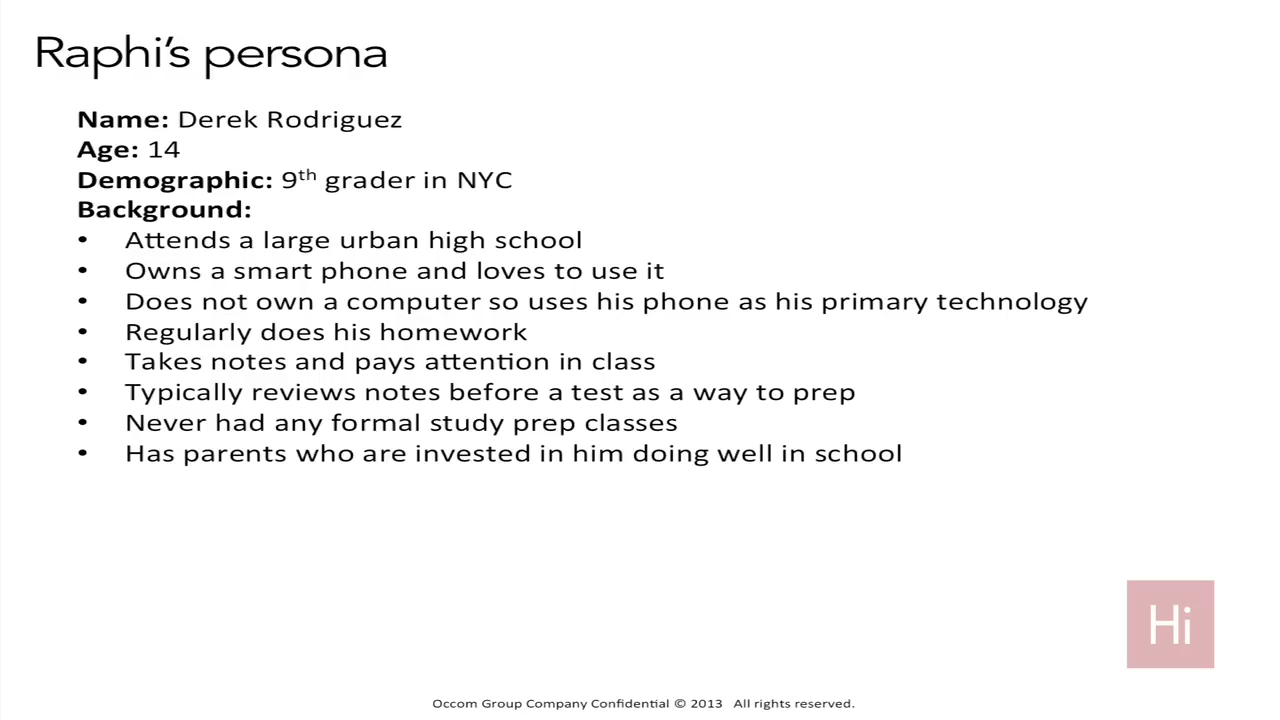 Raphi's persona
Name: Derek Rodriguez
Age: 14
Demographic: 9th grader in NYC
Background:
• Attends a large urban high school
• Owns a smart phone and loves to use it
• Does not own a computer so uses his phone as his primary technology
• Regularly does his homework
• Takes notes and pays attention in class
• Typically reviews notes before a test as a way to prep
• Never had any formal study prep classes
• Has parents who are invested in him doing well in school
Hi
Occom Group Company Confidential © 2013 All rights reserved.